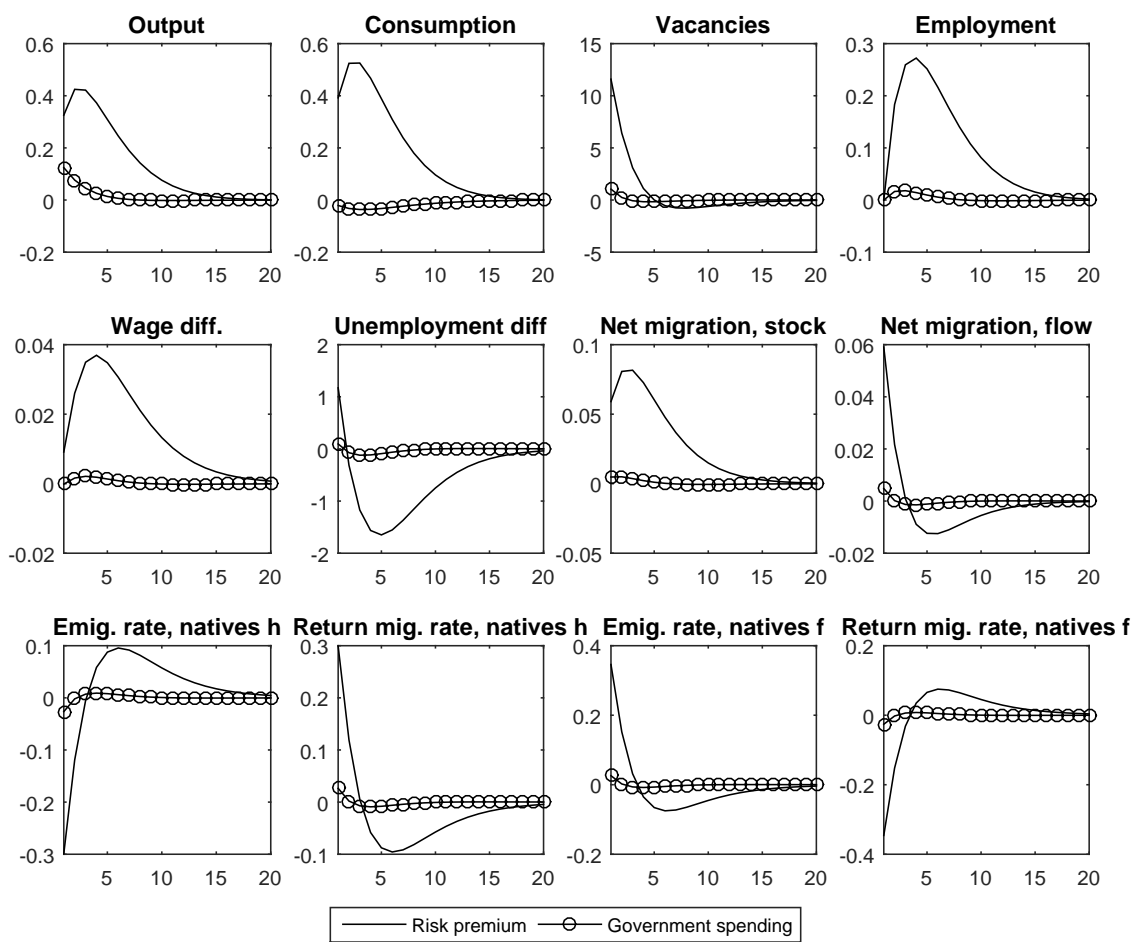 Output Consumption Vacancies Employment
0.6 0.6 15 0.3
0.4 0.4 10 0.2
0.2 0.2 5 0.1
0 0 0 0
-0.2 -0.2 -5 -0.1
5 10 15 20 5 10 15 20 5 10 15 20 5 10 15 20
Wage diff. Unemployment diff Net migration, stock Net migration, flow
0.04 2 0.1 0.06
0.04
0.02 1 0.05
0 0.02
0 -1 0 0
-0.02 -2 -0.05 -0.02
5 10 15 20 5 10 15 20 5 10 15 20 5 10 15 20
Emig. rate, natives h Return mig. rate, natives h Emig. rate, natives f Return mig. rate, natives f
0.1 0.3 0.4 0.2
0 0.2 0.2 0
-0.1 0.1
-0.2 0 0 -0.2
-0.3 -0.1 -0.2 -0.4
5 10 15 20 5 10 15 20 5 10 15 20 5 10 15 20
Risk premium Government spending